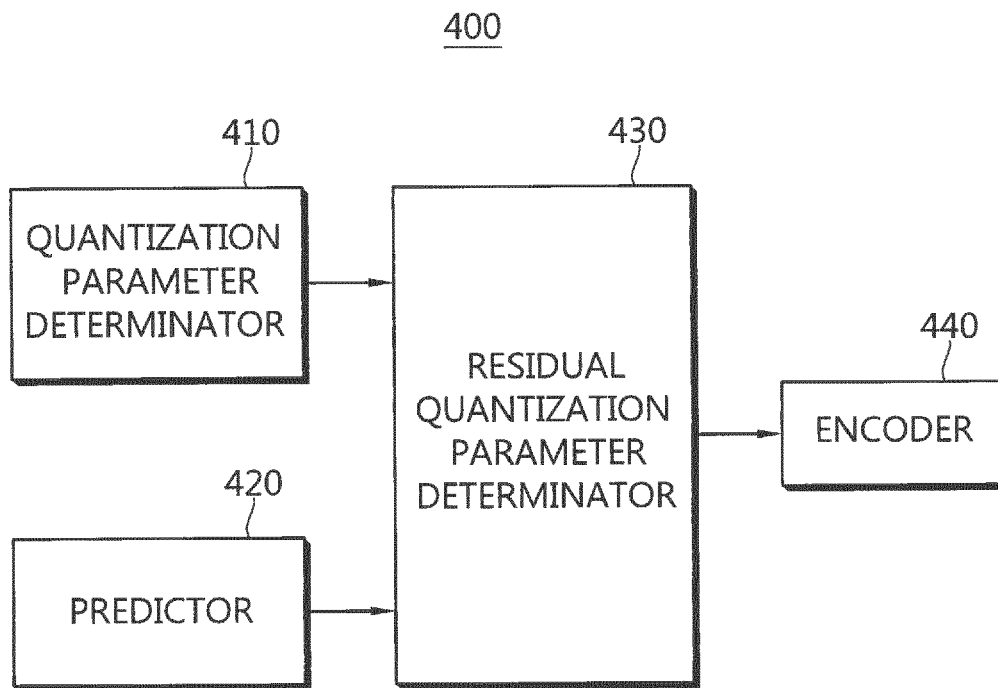 400
410
QUANTIZATION
PARAMETER
DETERMINATOR
420
PREDICTOR
430
RESIDUAL
QUANTIZATION
PARAMETER
DETERMINATOR
440
ENCODER